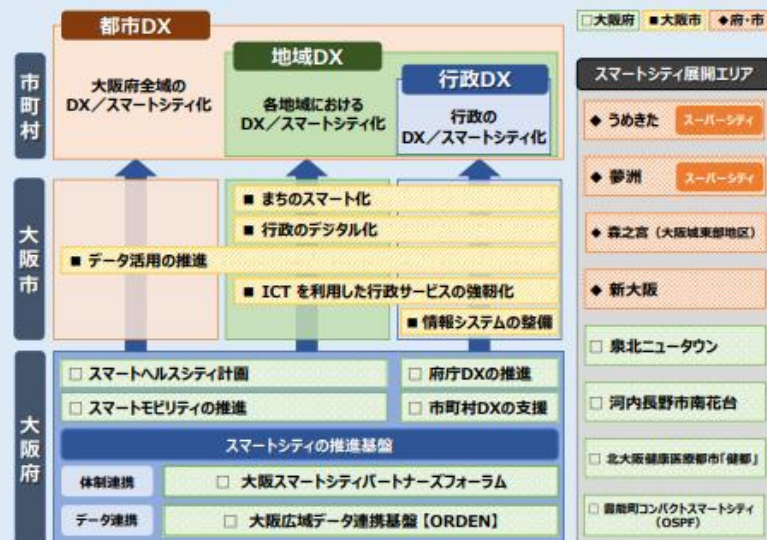 □大阪府 ■大阪市 ◆府・市
都市DX
大阪府全域の
DX／スマートシティ化
地域DX
各地域における
DX／スマートシティ化
行政DX
行政の
DX／スマートシティ化
市町村
大阪市
■ まちのスマート化
■ 行政のデジタル化
■ データ活用の推進
■ ICT を利用した行政サービスの強靭化
■ 情報システムの整備
大阪府
□ スマートヘルスシティ計画
□ 府庁DXの推進
□ スマートモビリティの推進
□ 市町村DXの支援
スマートシティの推進基盤
体制連携
□ 大阪スマートシティパートナーズフォーラム
データ連携
□ 大阪広域データ連携基盤【ORDEN】
スマートシティ展開エリア
◆ うめきた スーパーシティ
◆ 夢洲 スーパーシティ
◆ 森之宮（大阪城東部地区）
◆ 新大阪
□ 泉北ニュータウン
□ 河内長野市南花台
□ 北大阪健康医療都市「健都」
□ 豊能町コンパクトスマートシティ
（OSPF）